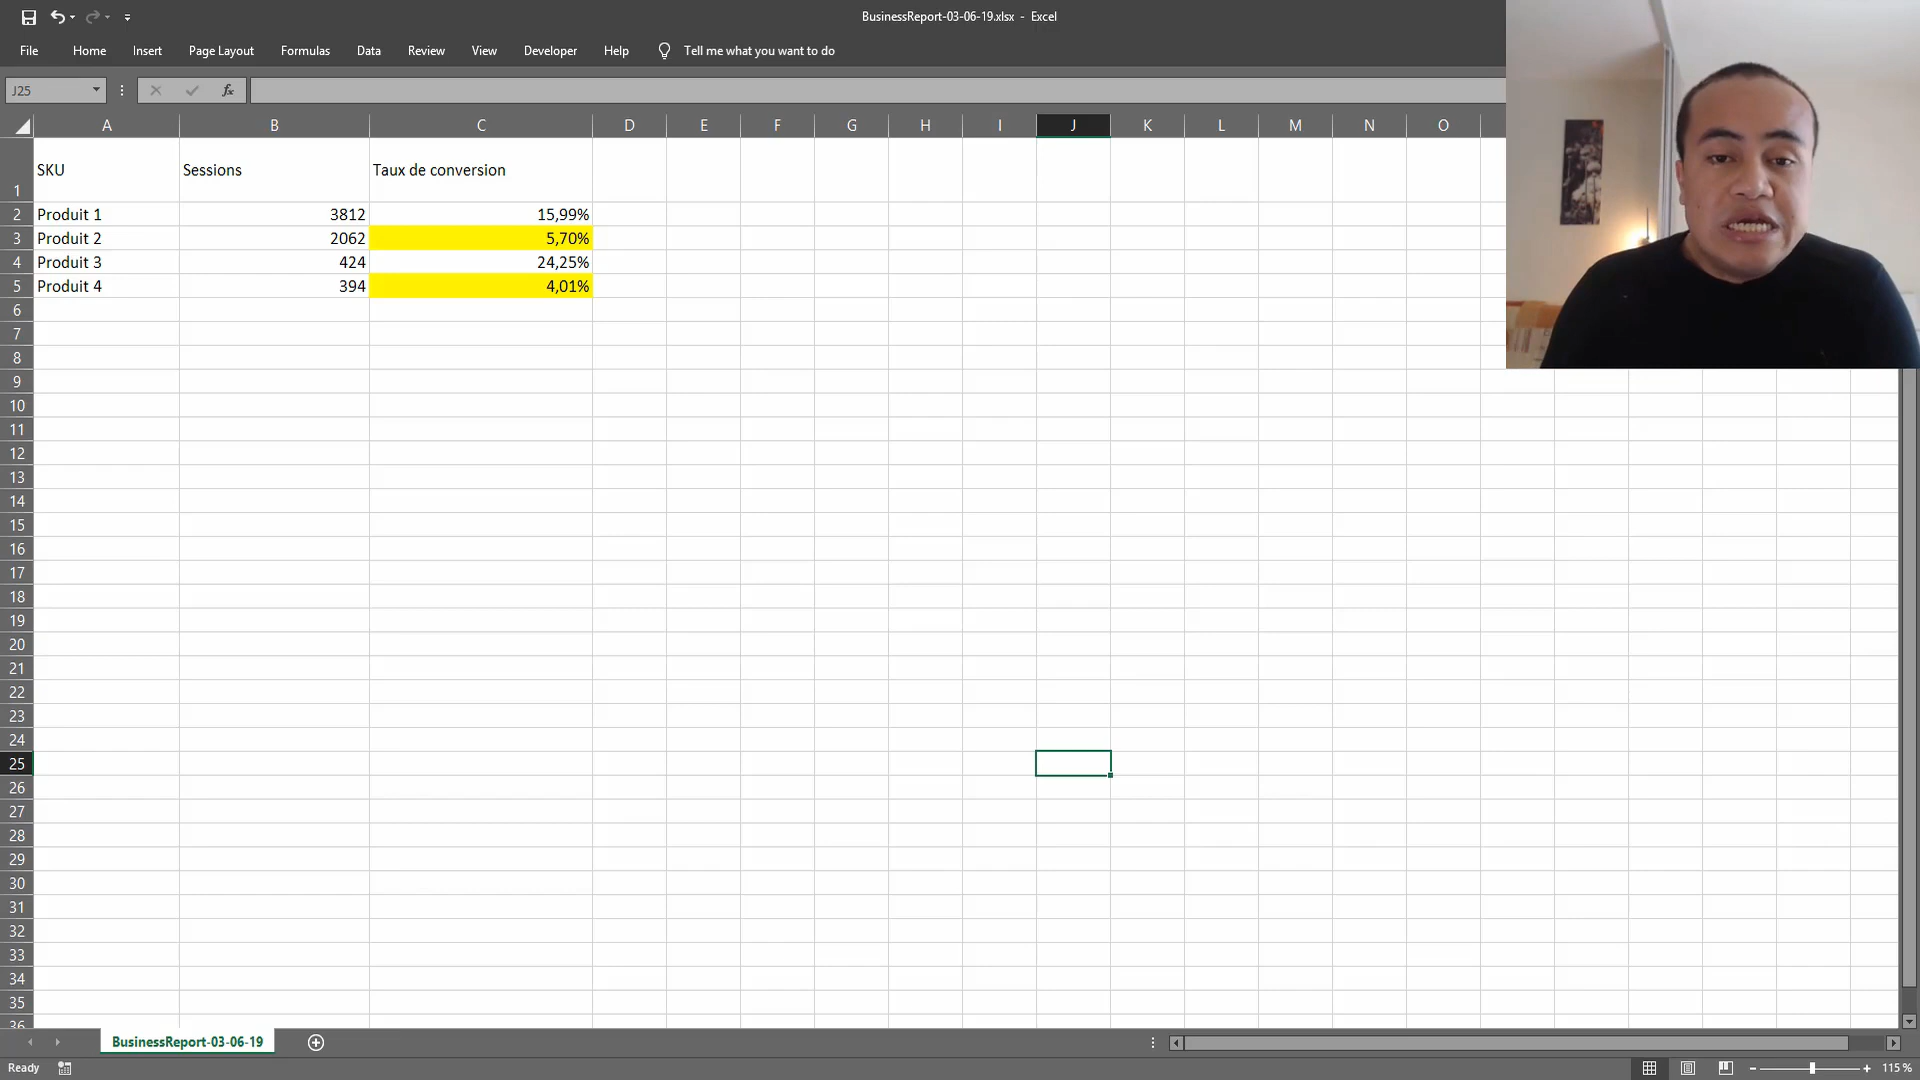 BusinessReport-03-06-19.xlsx - Excel
File Home Insert Page Layout Formulas Data Review View Developer Help Tell me what you want to do
J25 fx
A B C D E F G H I J K L M N O
1 SKU Sessions Taux de conversion
2 Produit 1 3812 15,99%
3 Produit 2 2062 5,70%
4 Produit 3 424 24,25%
5 Produit 4 394 4,01%
6
7
8
9
10
11
12
13
14
15
16
17
18
19
20
21
22
23
24
25
26
27
28
29
30
31
32
33
34
35
36
BusinessReport-03-06-19
Ready 115 %